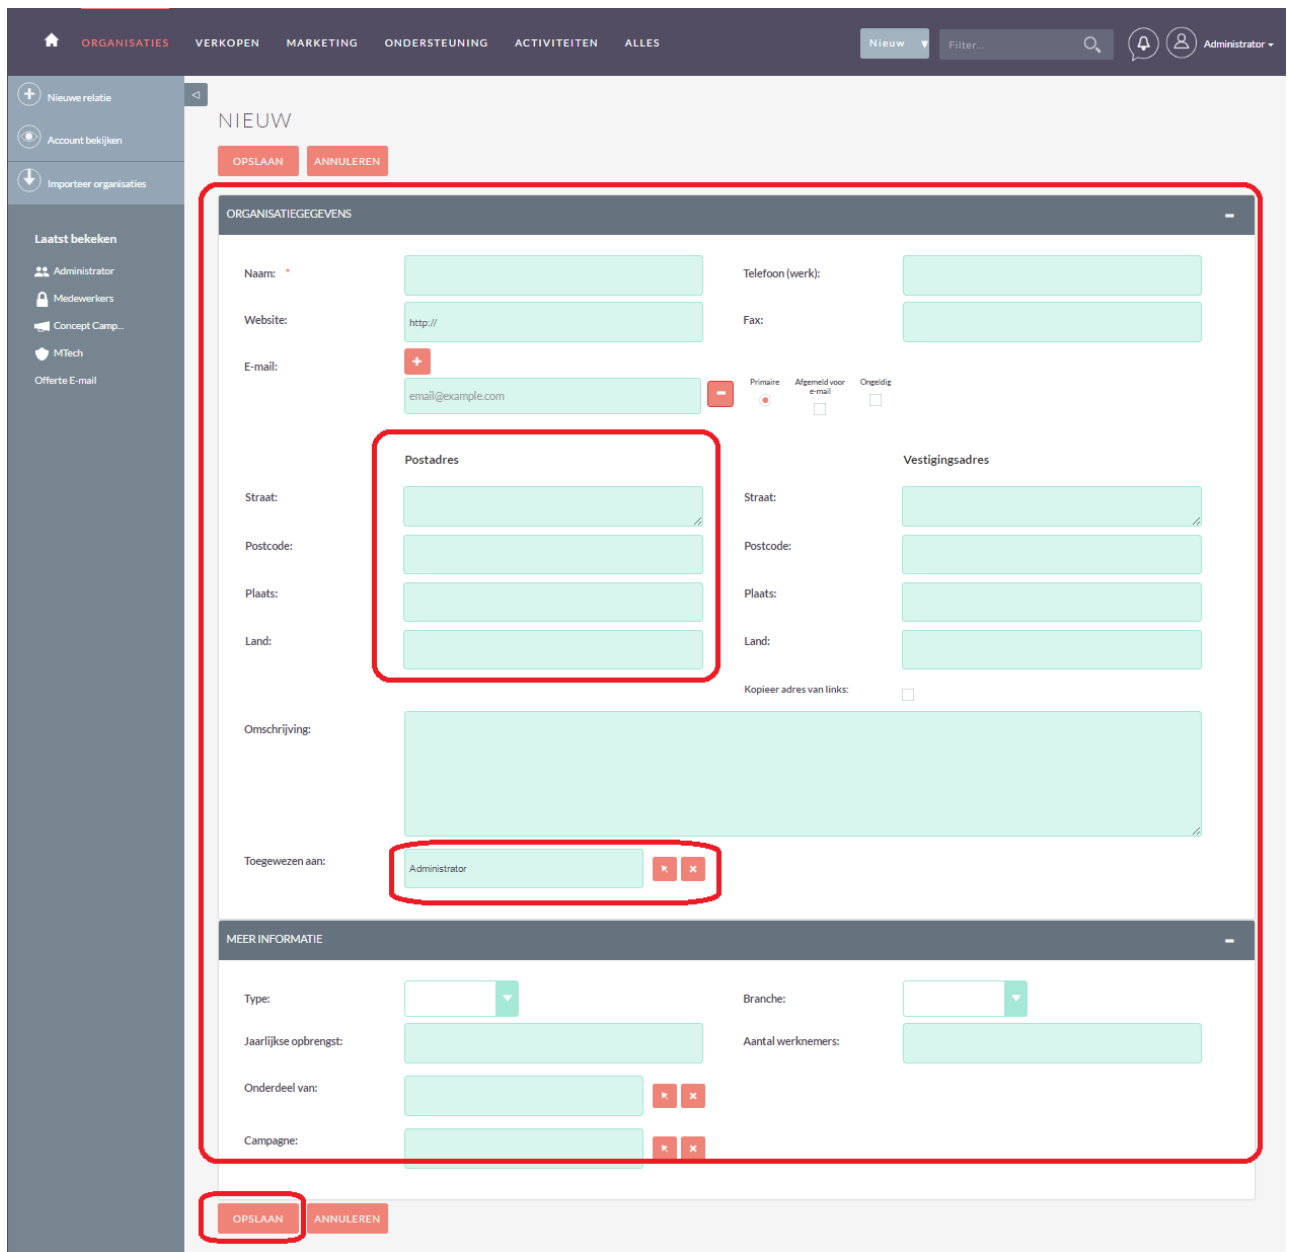 ORGANISATIES VERKOPEN MARKETING ONDERSTEUNING ACTIVITEITEN ALLES Nieuw Filter... Administrator
Nieuwe relatie
Account bekijken
Importeer organisaties
Laatst bekeken
Administrator
Medewerkers
Concept Camp...
MTech
Offerte E-mail
NIEUW
OPSLAAN ANNULEREN
ORGANISATIEGEGEVENS
Naam: * Telefoon (werk):
Website: http:// Fax:
E-mail:
email@example.com Primaire Afgemeld voor e-mail Ongeldig
Postadres Vestigingsadres
Straat: Straat:
Postcode: Postcode:
Plaats: Plaats:
Land: Land:
Kopieer adres van links:
Omschrijving:
Toegewezen aan: Administrator
MEER INFORMATIE
Type: Branche:
Jaarlijkse opbrengst: Aantal werknemers:
Onderdeel van:
Campagne:
OPSLAAN ANNULEREN